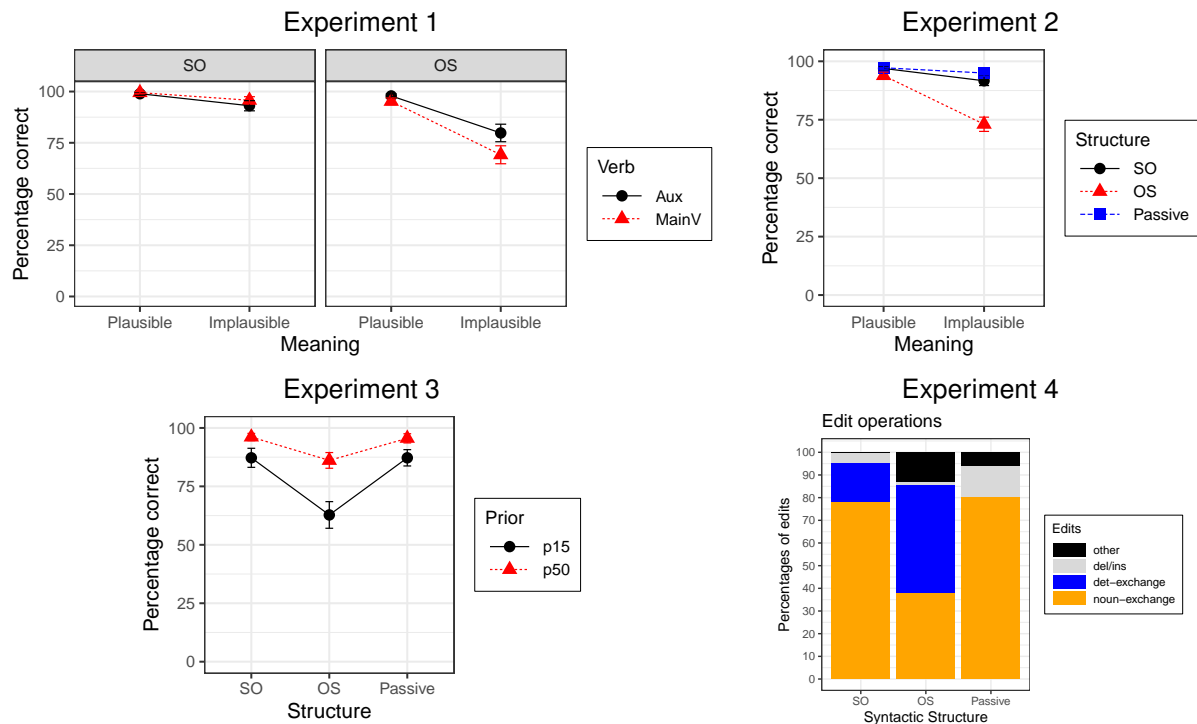 Experiment 1
SO
OS
Percentage correct
100
75
50
25
0
Plausible
Implausible
Plausible
Implausible
Meaning
Verb
Aux
MainV
Experiment 2
Percentage correct
100
75
50
25
0
Plausible
Implausible
Meaning
Structure
SO
OS
Passive
Experiment 3
Percentage correct
100
75
50
25
0
SO
OS
Passive
Structure
Prior
p15
p50
Experiment 4
Edit operations
Percentages of edits
100
90
80
70
60
50
40
30
20
10
0
SO
OS
Passive
Syntactic Structure
Edits
other
del/ins
det−exchange
noun−exchange